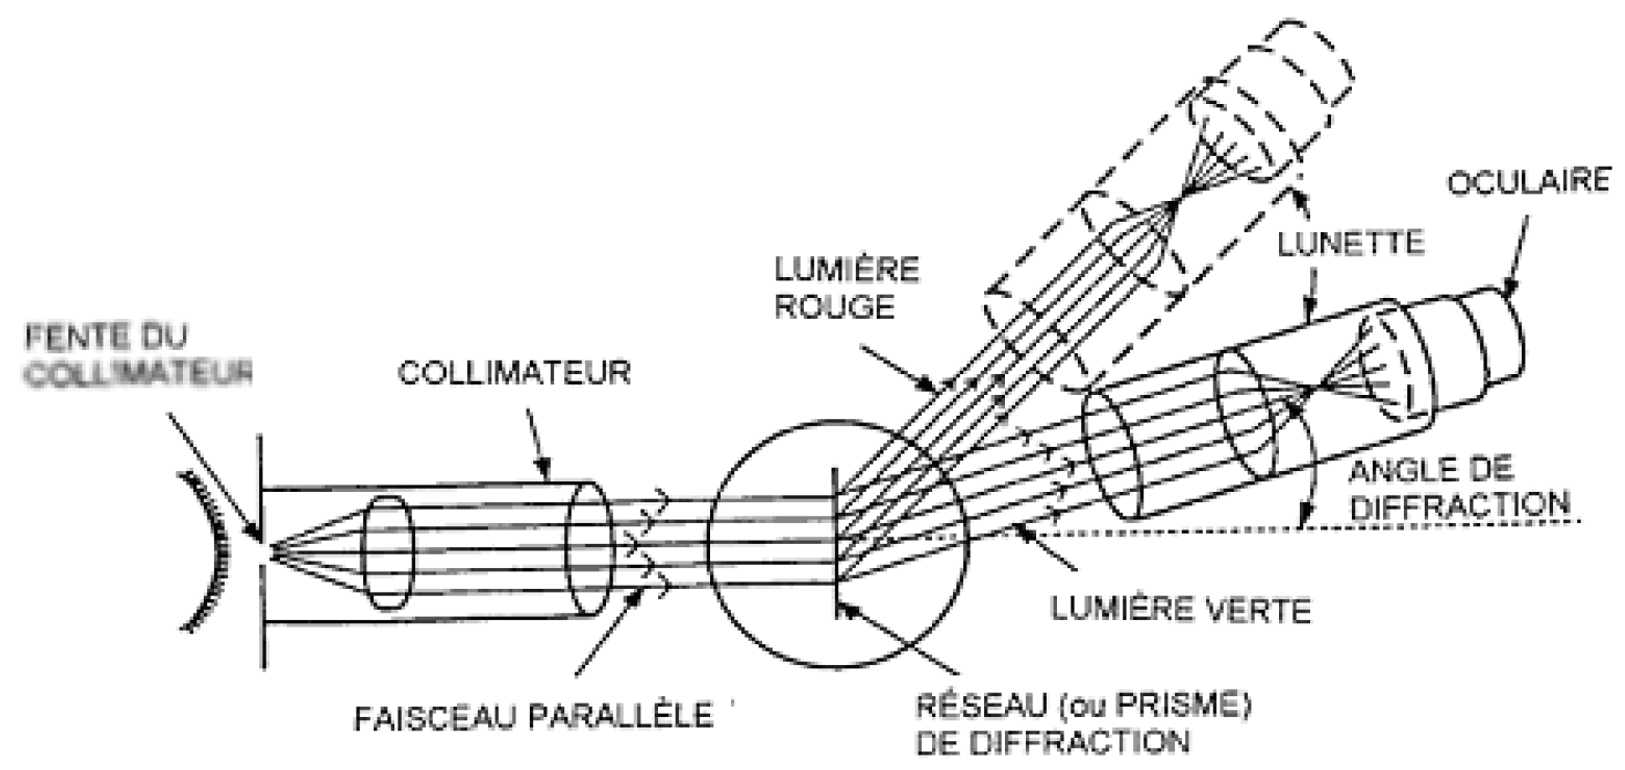 OCULAIRE
LUNETTE
LUMIÈRE
ROUGE
FENTE DU
COLLIMATEUR
COLLIMATEUR
ANGLE DE
DIFFRACTION
LUMIÈRE VERTE
FAISCEAU PARALLÈLE
RÉSEAU (ou PRISME)
DE DIFFRACTION